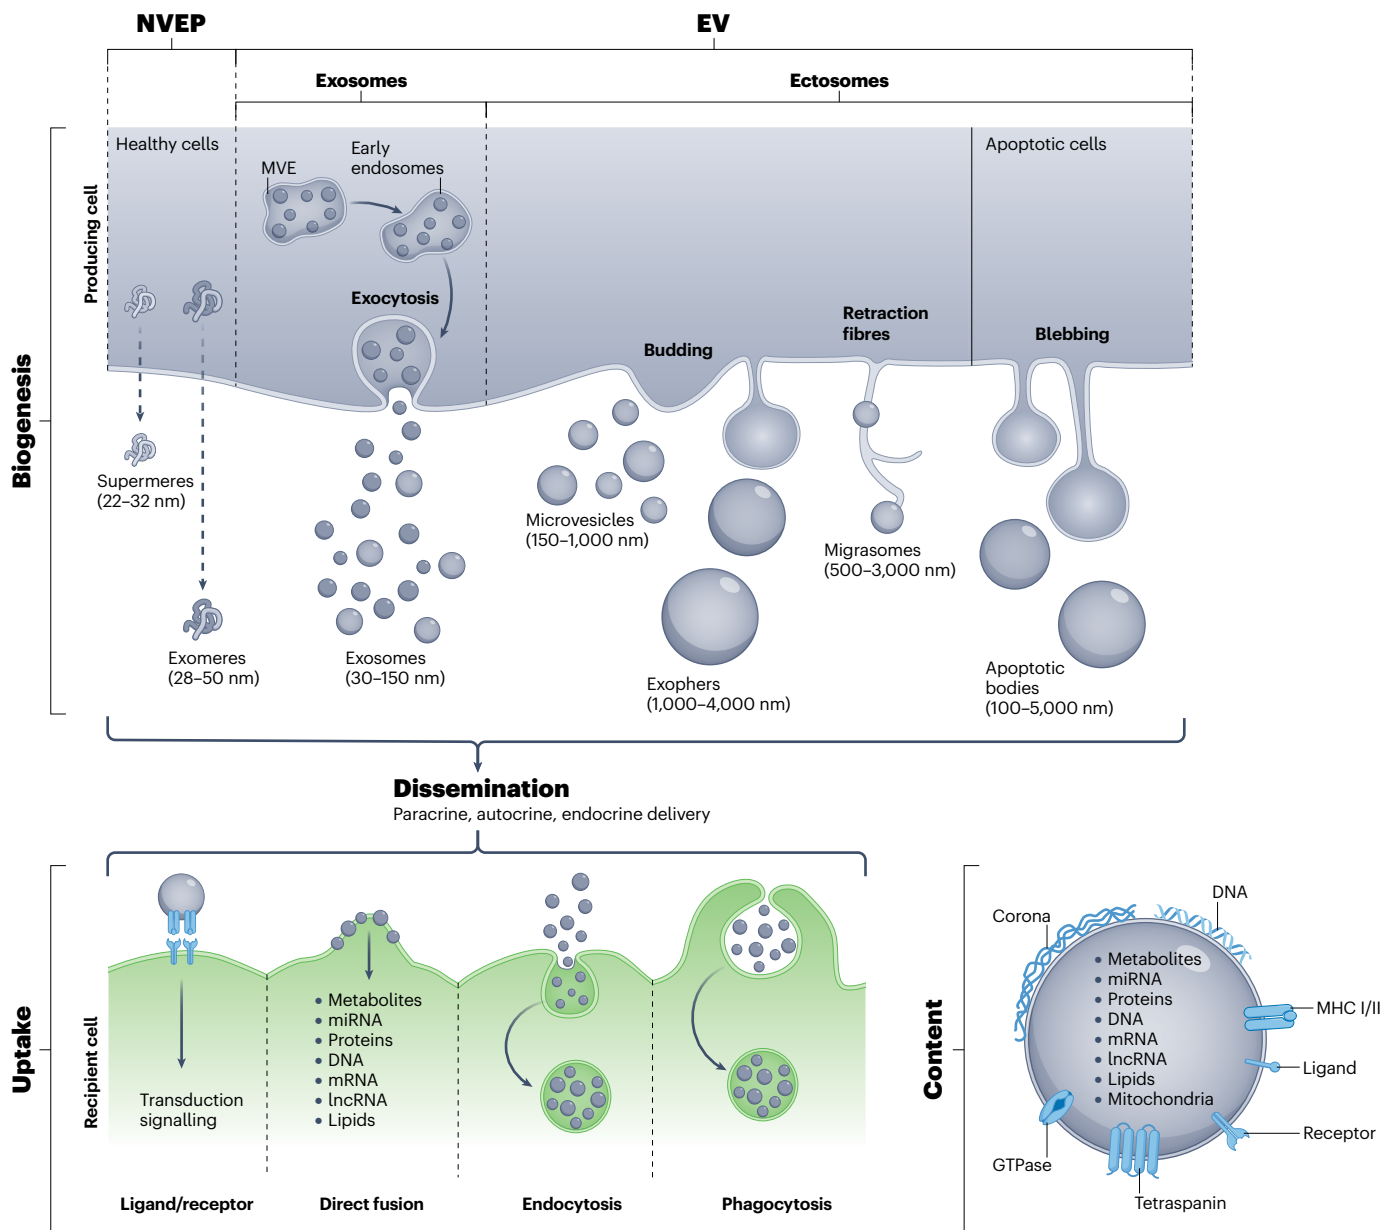 NVEP
EV
Exosomes
Ectosomes
Healthy cells
MVE
Early
endosomes
Apoptotic cells
Producing cell
Exocytosis
Budding
Retraction
fibres
Blebbing
Biogenesis
Supermeres
(22–32 nm)
Exomeres
(28–50 nm)
Exosomes
(30–150 nm)
Microvesicles
(150–1,000 nm)
Exophers
(1,000–4,000 nm)
Migrasomes
(500–3,000 nm)
Apoptotic
bodies
(100–5,000 nm)
Dissemination
Paracrine, autocrine, endocrine delivery
Uptake
Recipient cell
Transduction
signalling
• Metabolites
• miRNA
• Proteins
• DNA
• mRNA
• lncRNA
• Lipids
Ligand/receptor
Direct fusion
Endocytosis
Phagocytosis
Content
Corona
DNA
• Metabolites
• miRNA
• Proteins
• DNA
• mRNA
• lncRNA
• Lipids
• Mitochondria
MHC I/II
Ligand
Receptor
GTPase
Tetraspanin